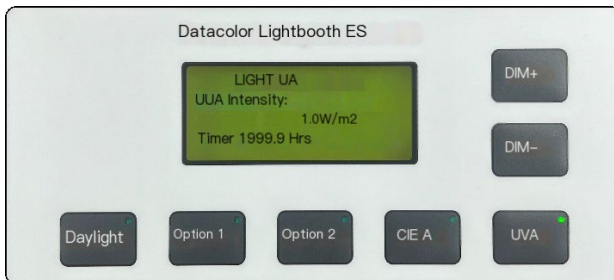 Datacolor Lightbooth ES
LIGHT UA
UUA Intensity:
1.0W/m2
Timer 1999.9 Hrs
DIM+
DIM–
Daylight
Option 1
Option 2
CIE A
UVA